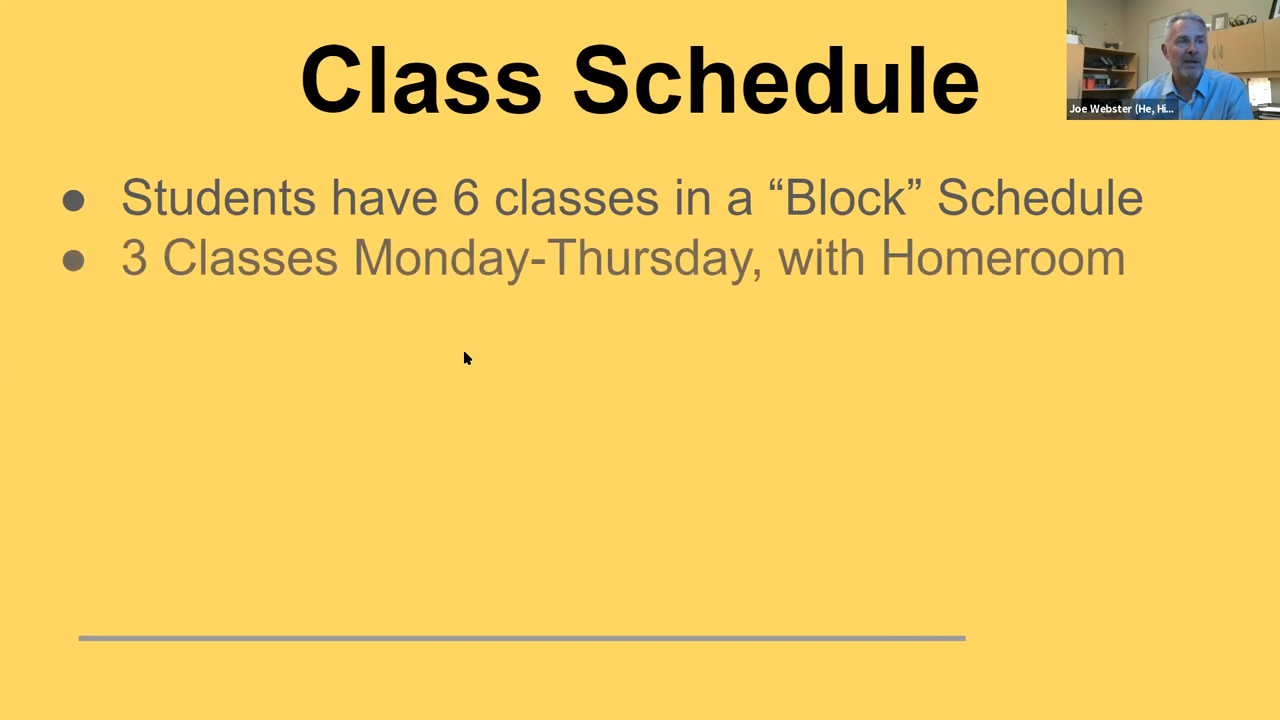 Class Schedule
Joe Webster (He, Hi...
● Students have 6 classes in a “Block” Schedule
● 3 Classes Monday-Thursday, with Homeroom